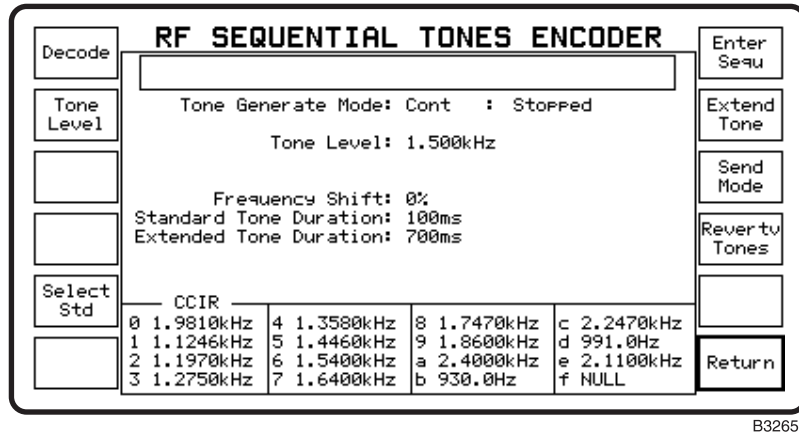 RF SEQUENTIAL TONES ENCODER
Decode
Tone
Level
Select
Std
Tone Generate Mode: Cont : Stopped
Tone Level: 1.500kHz
Frequency Shift: 0%
Standard Tone Duration: 100ms
Extended Tone Duration: 700ms
CCIR
0 1.9810kHz 4 1.3580kHz 8 1.7470kHz c 2.2470kHz
1 1.1246kHz 5 1.4460kHz 9 1.8600kHz d 991.0Hz
2 1.1970kHz 6 1.5400kHz a 2.4000kHz e 2.1100kHz
3 1.2750kHz 7 1.6400kHz b 930.0Hz f NULL
Enter
Sequ
Extend
Tone
Send
Mode
Revertv
Tones
Return
B3265